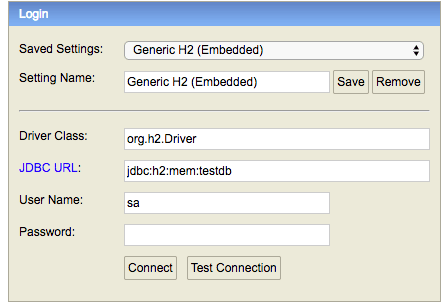 Login
Saved Settings: Generic H2 (Embedded)
Setting Name: Generic H2 (Embedded) Save Remove
Driver Class: org.h2.Driver
JDBC URL: jdbc:h2:mem:testdb
User Name: sa
Password:
Connect Test Connection